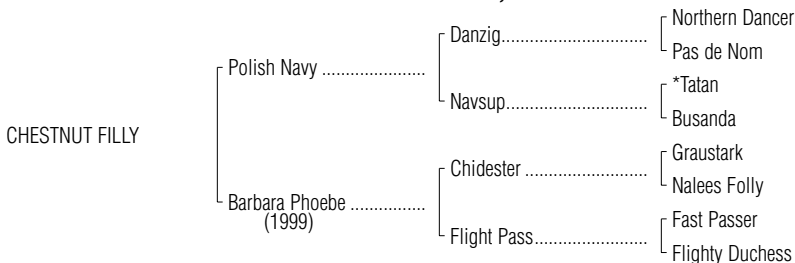 Northern Dancer
Danzig..................................
Pas de Nom
Polish Navy ........................
*Tatan
Navsup.................................
Busanda
CHESTNUT FILLY
Graustark
Chidester .............................
Nalees Folly
Barbara Phoebe .................
(1999)
Fast Passer
Flight Pass...........................
Flighty Duchess